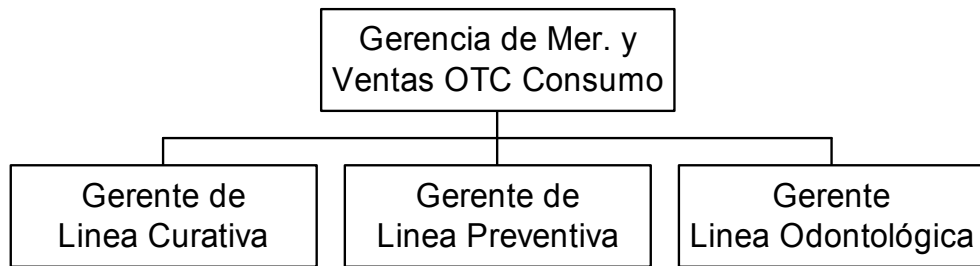 Gerencia de Mer. y
Ventas OTC Consumo
Gerente de
Linea Curativa
Gerente de
Linea Preventiva
Gerente
Linea Odontológica